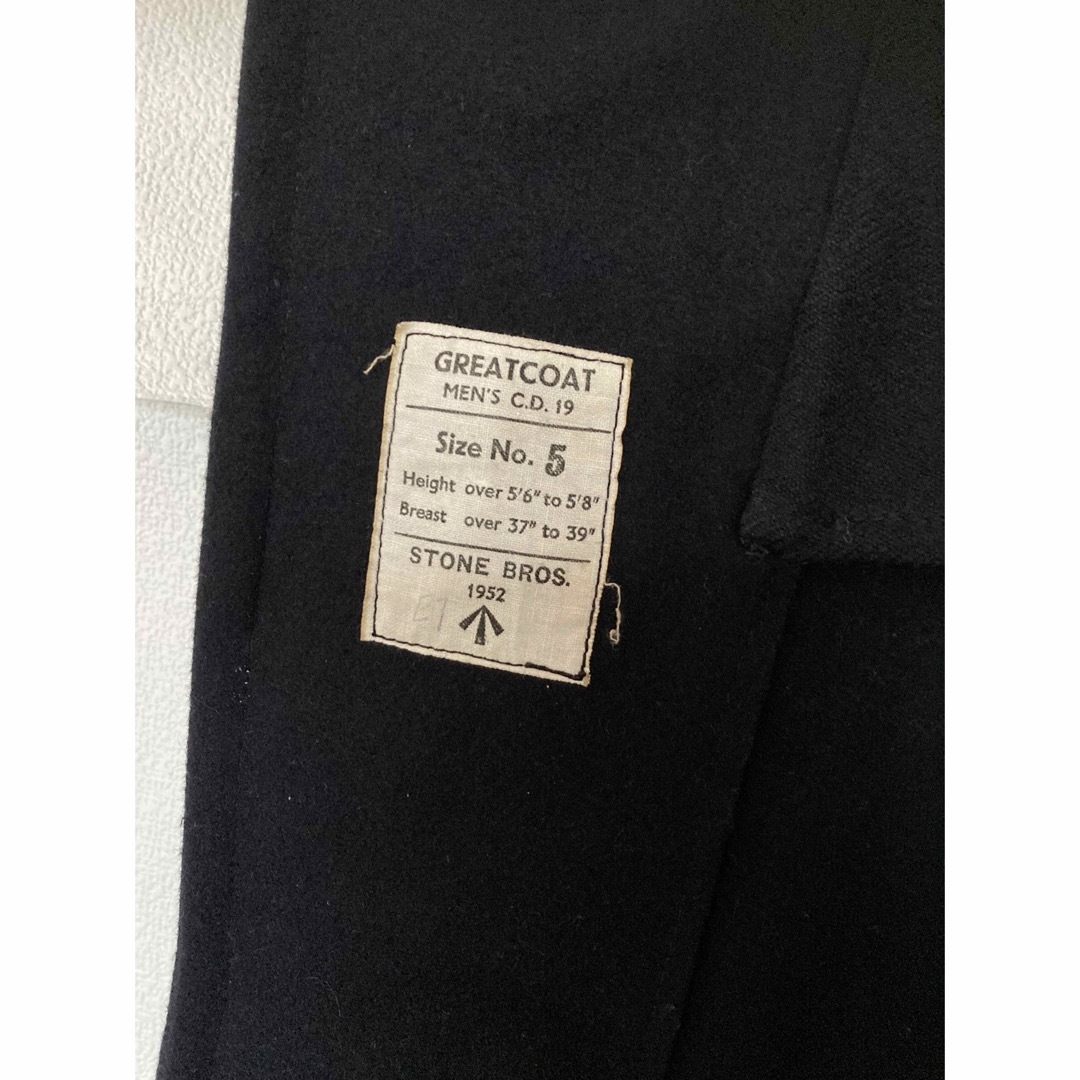 GREATCOAT
MEN'S C.D. 19
Size No. 5
Height over 5'6" to 5'8"
Breast over 37" to 39"
STONE BROS.
1952